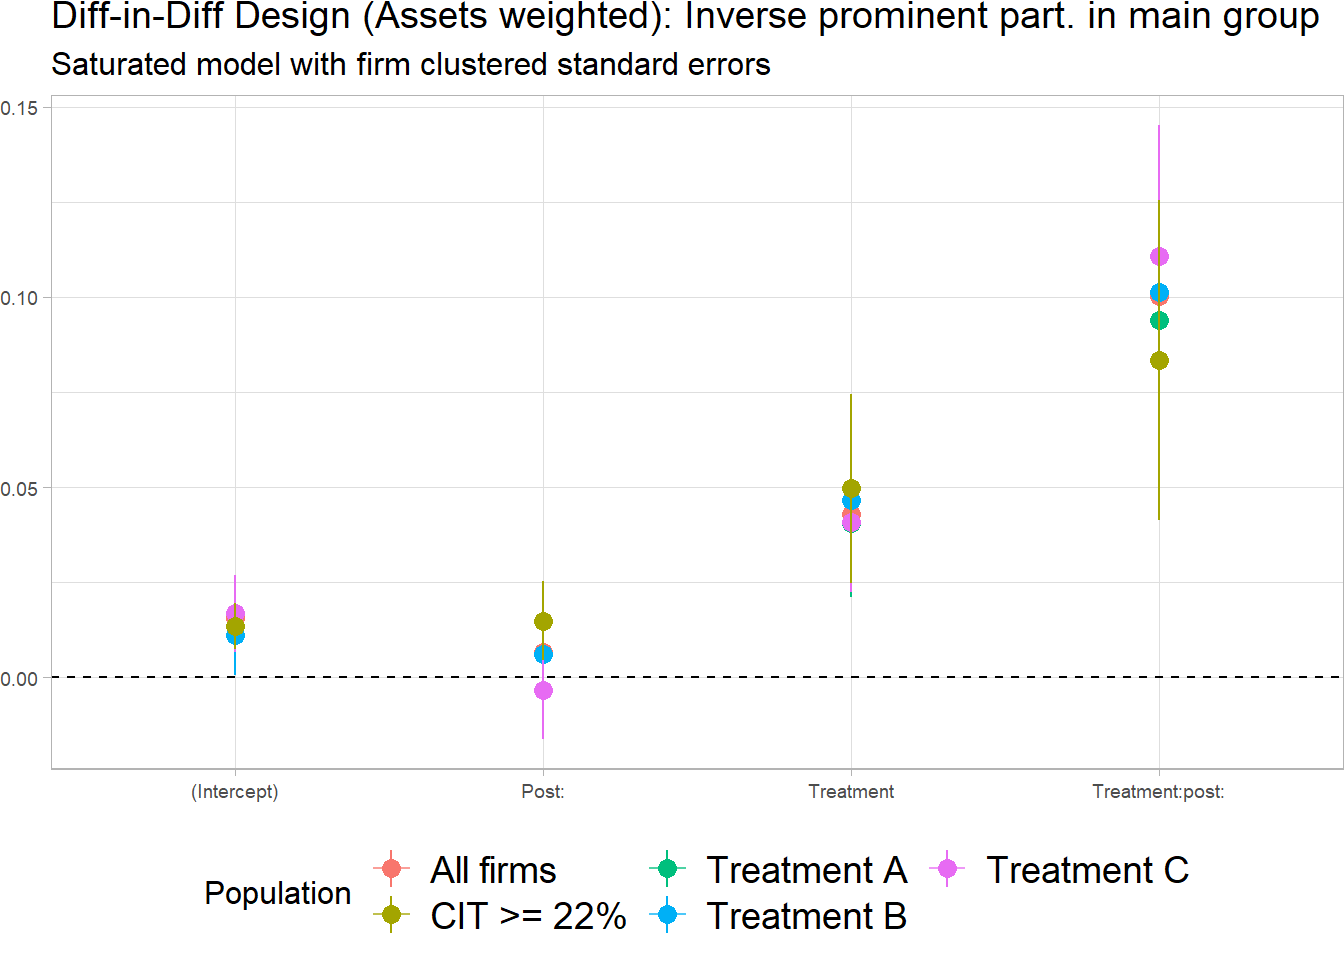 Diff-in-Diff Design (Assets weighted): Inverse prominent part. in main group
Saturated model with firm clustered standard errors
0.15
0.10
0.05
0.00
(Intercept) Post: Treatment Treatment:post:
Population
All firms Treatment A Treatment C
CIT >= 22% Treatment B